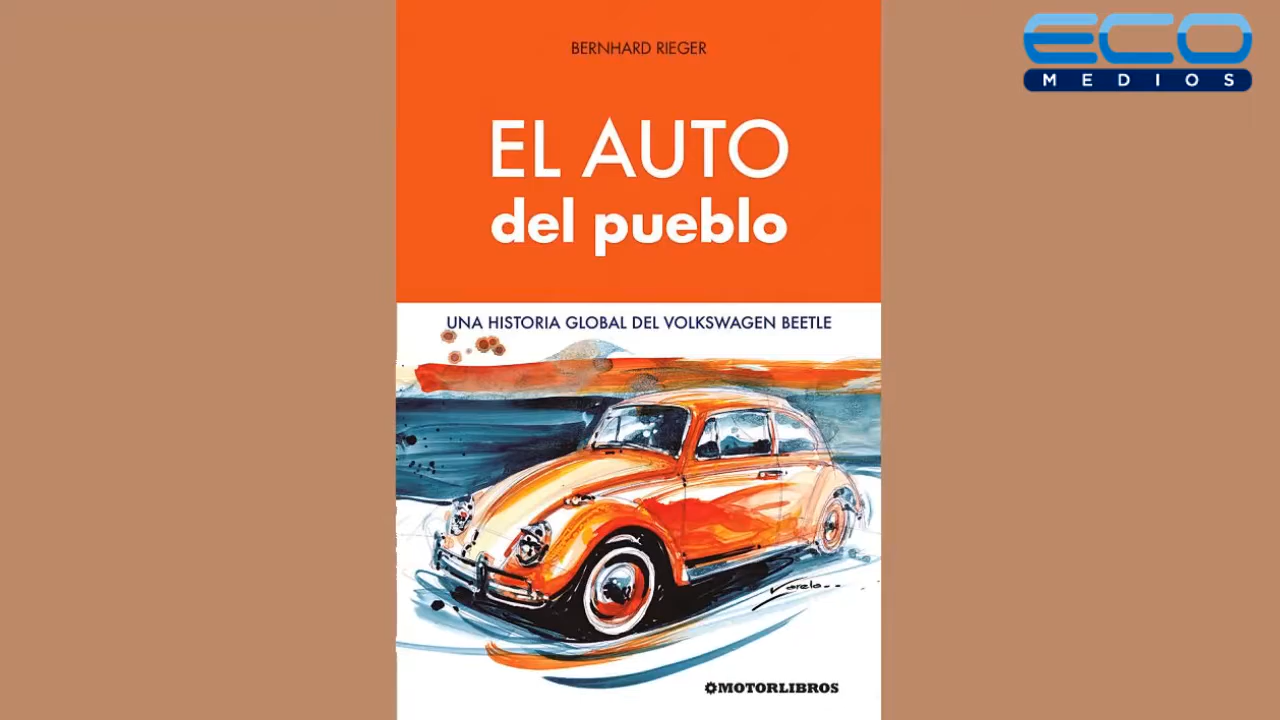 ECO
MEDIOS
BERNHARD RIEGER
EL AUTO
del pueblo
UNA HISTORIA GLOBAL DEL VOLKSWAGEN BEETLE
Varela
MOTORLIBROS